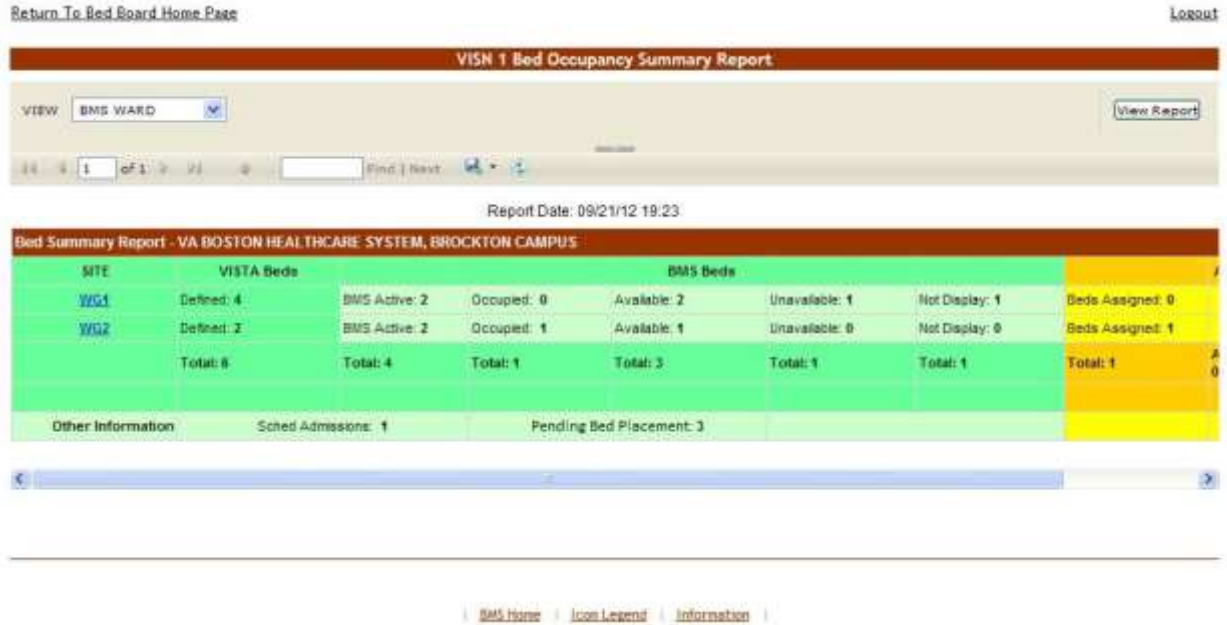 Return To Bed Board Home Page Logout
VISN 1 Bed Occupancy Summary Report
VIEW BMS WARD View Report
1 of 1 Find | Next
Report Date: 09/21/12 19:23
Bed Summary Report - VA BOSTON HEALTHCARE SYSTEM, BROCKTON CAMPUS
SITE VISTA Beds BMS Beds A
WG1 Defined: 4 BMS Active: 2 Occupied: 0 Available: 2 Unavailable: 1 Not Display: 1 Beds Assigned: 0
WG2 Defined: 2 BMS Active: 2 Occupied: 1 Available: 1 Unavailable: 0 Not Display: 0 Beds Assigned: 1
Total: 6 Total: 4 Total: 1 Total: 3 Total: 1 Total: 1 Total: 1 A
0
Other Information Sched Admissions: 1 Pending Bed Placement: 3
| BMS Home | Icon Legend | Information |